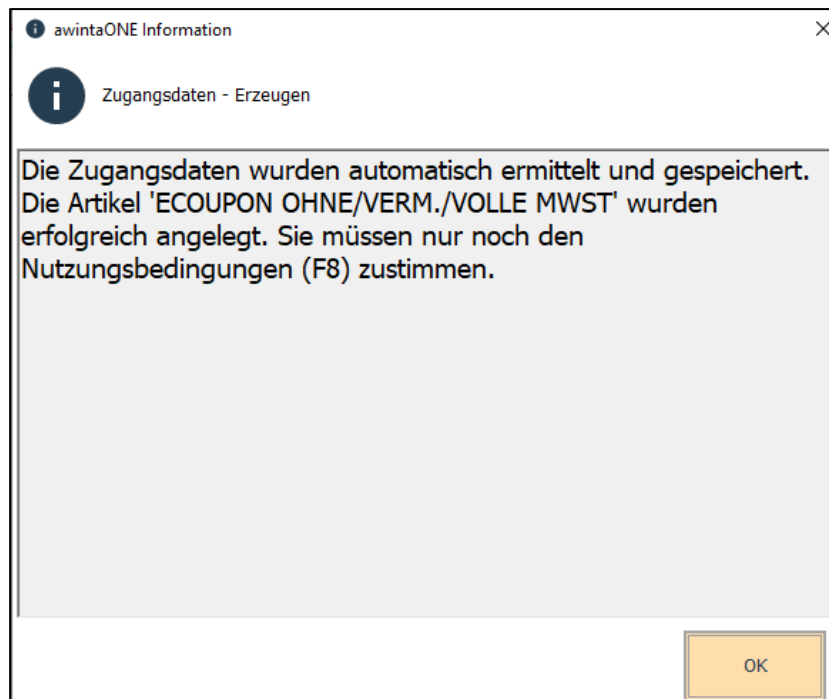 awintaONE Information
Zugangsdaten - Erzeugen
Die Zugangsdaten wurden automatisch ermittelt und gespeichert.
Die Artikel 'ECOUPON OHNE/VERM./VOLLE MWST' wurden
erfolgreich angelegt. Sie müssen nur noch den
Nutzungsbedingungen (F8) zustimmen.
OK